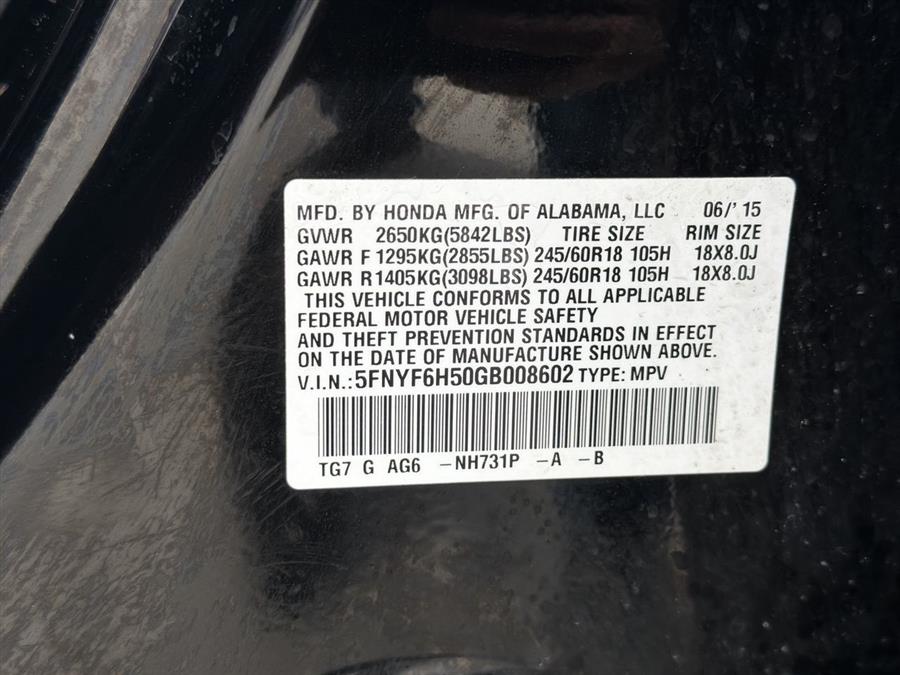 MFD. BY HONDA MFG. OF ALABAMA, LLC 06/'15
GVWR 2650KG(5842LBS) TIRE SIZE RIM SIZE
GAWR F 1295KG(2855LBS) 245/60R18 105H 18X8.0J
GAWR R1405KG(3098LBS) 245/60R18 105H 18X8.0J
THIS VEHICLE CONFORMS TO ALL APPLICABLE
FEDERAL MOTOR VEHICLE SAFETY
AND THEFT PREVENTION STANDARDS IN EFFECT
ON THE DATE OF MANUFACTURE SHOWN ABOVE.
V.I.N.:5FNYF6H50GB008602 TYPE: MPV
TG7 G AG6 –NH731P –A –B